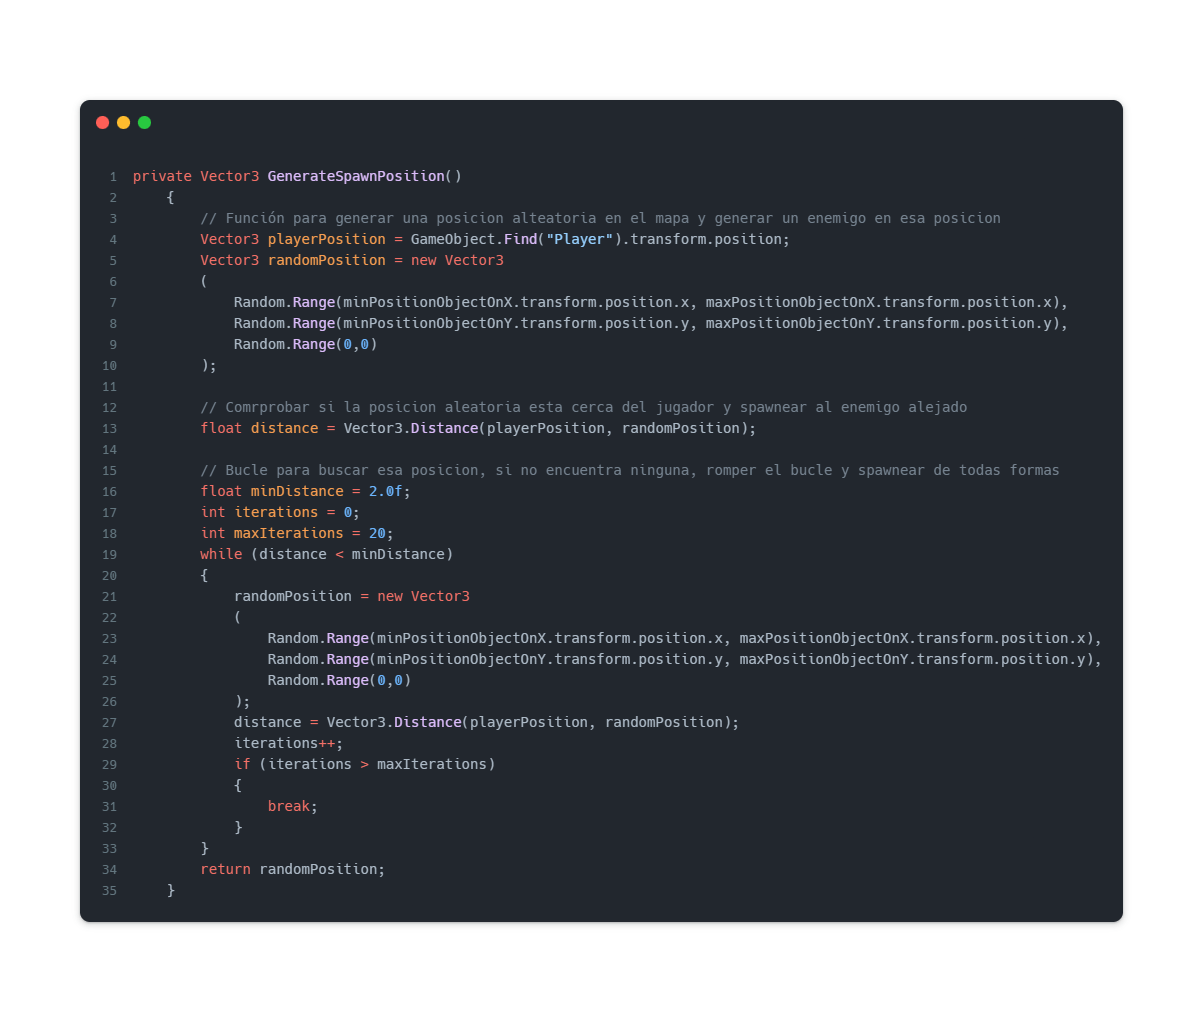 1 private Vector3 GenerateSpawnPosition()
2 {
3 // Función para generar una posicion alteatoria en el mapa y generar un enemigo en esa posicion
4 Vector3 playerPosition = GameObject.Find("Player").transform.position;
5 Vector3 randomPosition = new Vector3
6 (
7 Random.Range(minPositionObjectOnX.transform.position.x, maxPositionObjectOnX.transform.position.x),
8 Random.Range(minPositionObjectOnY.transform.position.y, maxPositionObjectOnY.transform.position.y),
9 Random.Range(0,0)
10 );
11
12 // Comrprobar si la posicion aleatoria esta cerca del jugador y spawnear al enemigo alejado
13 float distance = Vector3.Distance(playerPosition, randomPosition);
14
15 // Bucle para buscar esa posicion, si no encuentra ninguna, romper el bucle y spawnear de todas formas
16 float minDistance = 2.0f;
17 int iterations = 0;
18 int maxIterations = 20;
19 while (distance < minDistance)
20 {
21 randomPosition = new Vector3
22 (
23 Random.Range(minPositionObjectOnX.transform.position.x, maxPositionObjectOnX.transform.position.x),
24 Random.Range(minPositionObjectOnY.transform.position.y, maxPositionObjectOnY.transform.position.y),
25 Random.Range(0,0)
26 );
27 distance = Vector3.Distance(playerPosition, randomPosition);
28 iterations++;
29 if (iterations > maxIterations)
30 {
31 break;
32 }
33 }
34 return randomPosition;
35 }